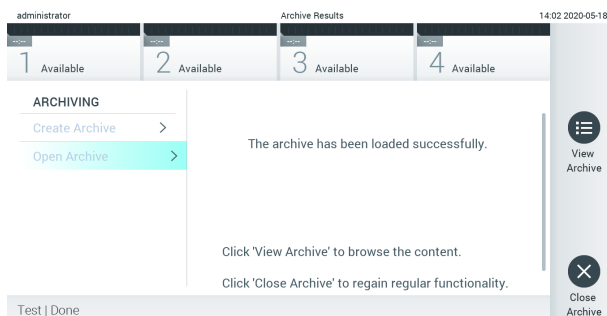 administrator Archive Results 14:02 2020-05-18
--:-- --:-- --:-- --:--
1 Available 2 Available 3 Available 4 Available
ARCHIVING
Create Archive
Open Archive
The archive has been loaded successfully.
Click 'View Archive' to browse the content.
Click 'Close Archive' to regain regular functionality.
View
Archive
Close
Archive
Test | Done